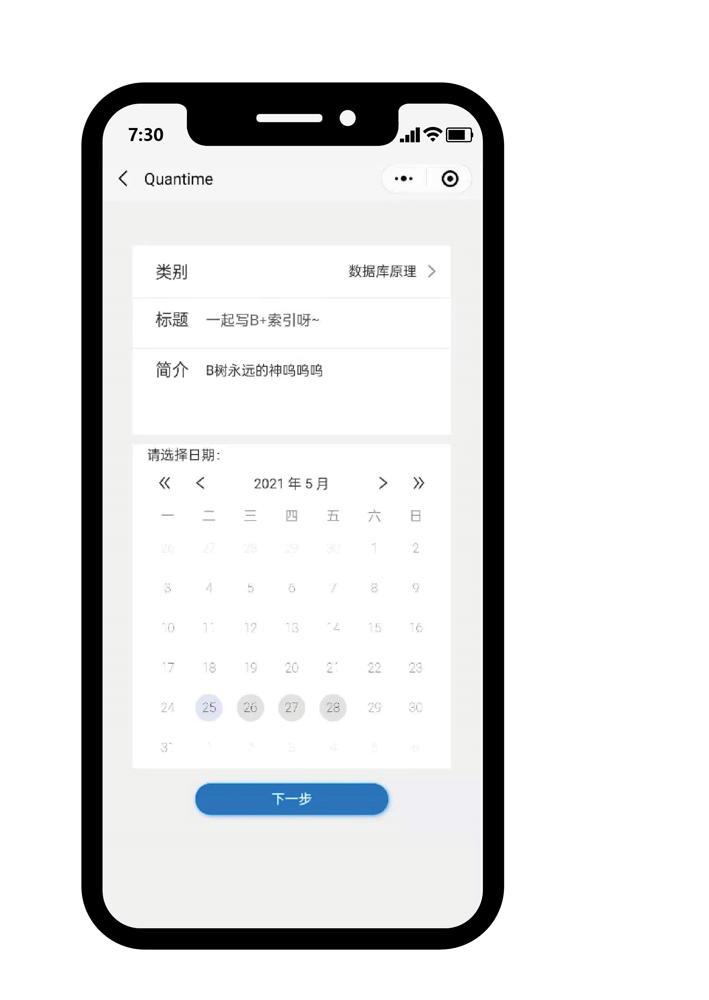 7:30
Quantime
类别 数据库原理
标题 一起写B+索引呀~
简介 B树永远的神呜呜呜
请选择日期:
2021 年 5 月
一 二 三 四 五 六 日
26 27 28 29 30 1 2
3 4 5 6 7 8 9
10 11 12 13 14 15 16
17 18 19 20 21 22 23
24 25 26 27 28 29 30
31 1 2 3 4 5 6
下一步